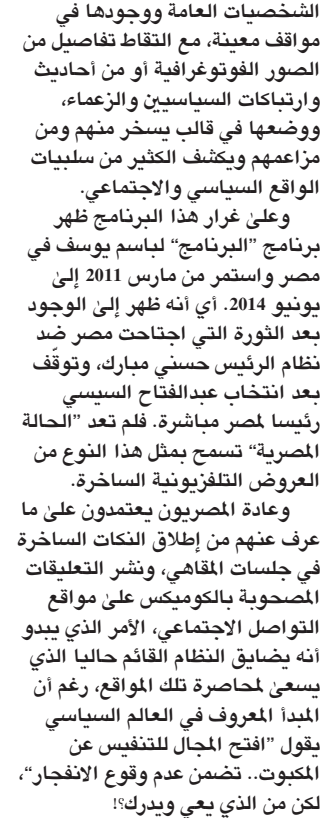 الشخصيات العامة ووجودها في
مواقف معينة، مع التقاط تفاصيل من
الصور الفوتوغرافية أو من أحاديث
وارتباكات السياسيين والزعماء،
ووضعها في قالب يسخر منهم ومن
مزاعمهم ويكشف الكثير من سلبيات
الواقع السياسي والاجتماعي.
وعلىٰ غرار هذا البرنامج ظهر
برنامج ”البرنامج“ لباسم يوسف في
مصر واستمر من مارس 2011 إلىٰ
يونيو 2014. أي أنه ظهر إلىٰ الوجود
بعد الثورة التي اجتاحت مصر ضد
نظام الرئيس حسني مبارك، وتوقّف
بعد انتخاب عبدالفتاح السيسي
رئيسا لمصر مباشرة. فلم تعد ”الحالة
المصرية“ تسمح بمثل هذا النوع من
العروض التلفزيونية الساخرة.
وعادة المصريون يعتمدون علىٰ ما
عرف عنهم من إطلاق النكات الساخرة
في جلسات المقاهي، ونشر التعليقات
المصحوبة بالكوميكس علىٰ مواقع
التواصل الاجتماعي، الأمر الذي يبدو
أنه يضايق النظام القائم حاليا الذي
يسعىٰ لمحاصرة تلك المواقع، رغم أن
المبدأ المعروف في العالم السياسي
يقول ”افتح المجال للتنفيس عن
المكبوت.. تضمن عدم وقوع الانفجار“،
لكن من الذي يعي ويدرك؟!